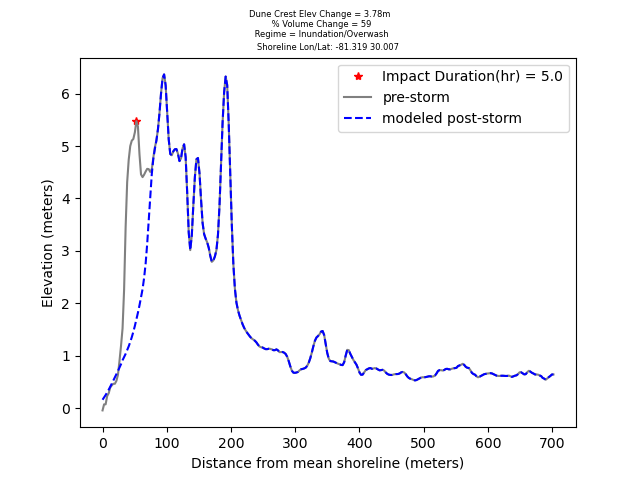 Dune Crest Elev Change = 3.78m
% Volume Change = 59
Regime = Inundation/Overwash
Shoreline Lon/Lat: -81.319 30.007
Impact Duration(hr) = 5.0
pre-storm
modeled post-storm
Elevation (meters)
6
5
4
3
2
1
0
0 100 200 300 400 500 600 700
Distance from mean shoreline (meters)